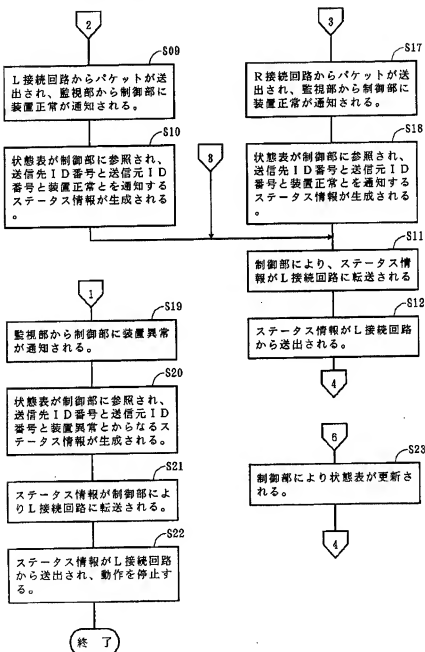 2
S09
L接続回路からパケットが送
出され、監視部から制御部に
装置正常が通知される。
S10
状態表が制御部に参照され、
送信先ID番号と送信元ID
番号と装置正常とを通知する
ステータス情報が生成される
。
3
S17
R接続回路からパケットが送
出され、監視部から制御部に
装置正常が通知される。
S18
状態表が制御部に参照され、
送信先ID番号と送信元ID
番号と装置正常とを通知する
ステータス情報が生成される
。
8
S11
制御部により、ステータス情
報がL接続回路に転送される
S12
ステータス情報がL接続回路
から送出される。
4
1
S19
監視部から制御部に装置異常
が通知される。
S20
状態表が制御部に参照され、
送信先ID番号と送信元ID
番号と装置異常とからなるス
テータス情報が生成される。
S21
ステータス情報が制御部によ
りL接続回路に転送される。
S22
ステータス情報がL接続回路
から送出され、動作を停止す
る。
終 了
6
S23
制御部により状態表が更新さ
れる。
4